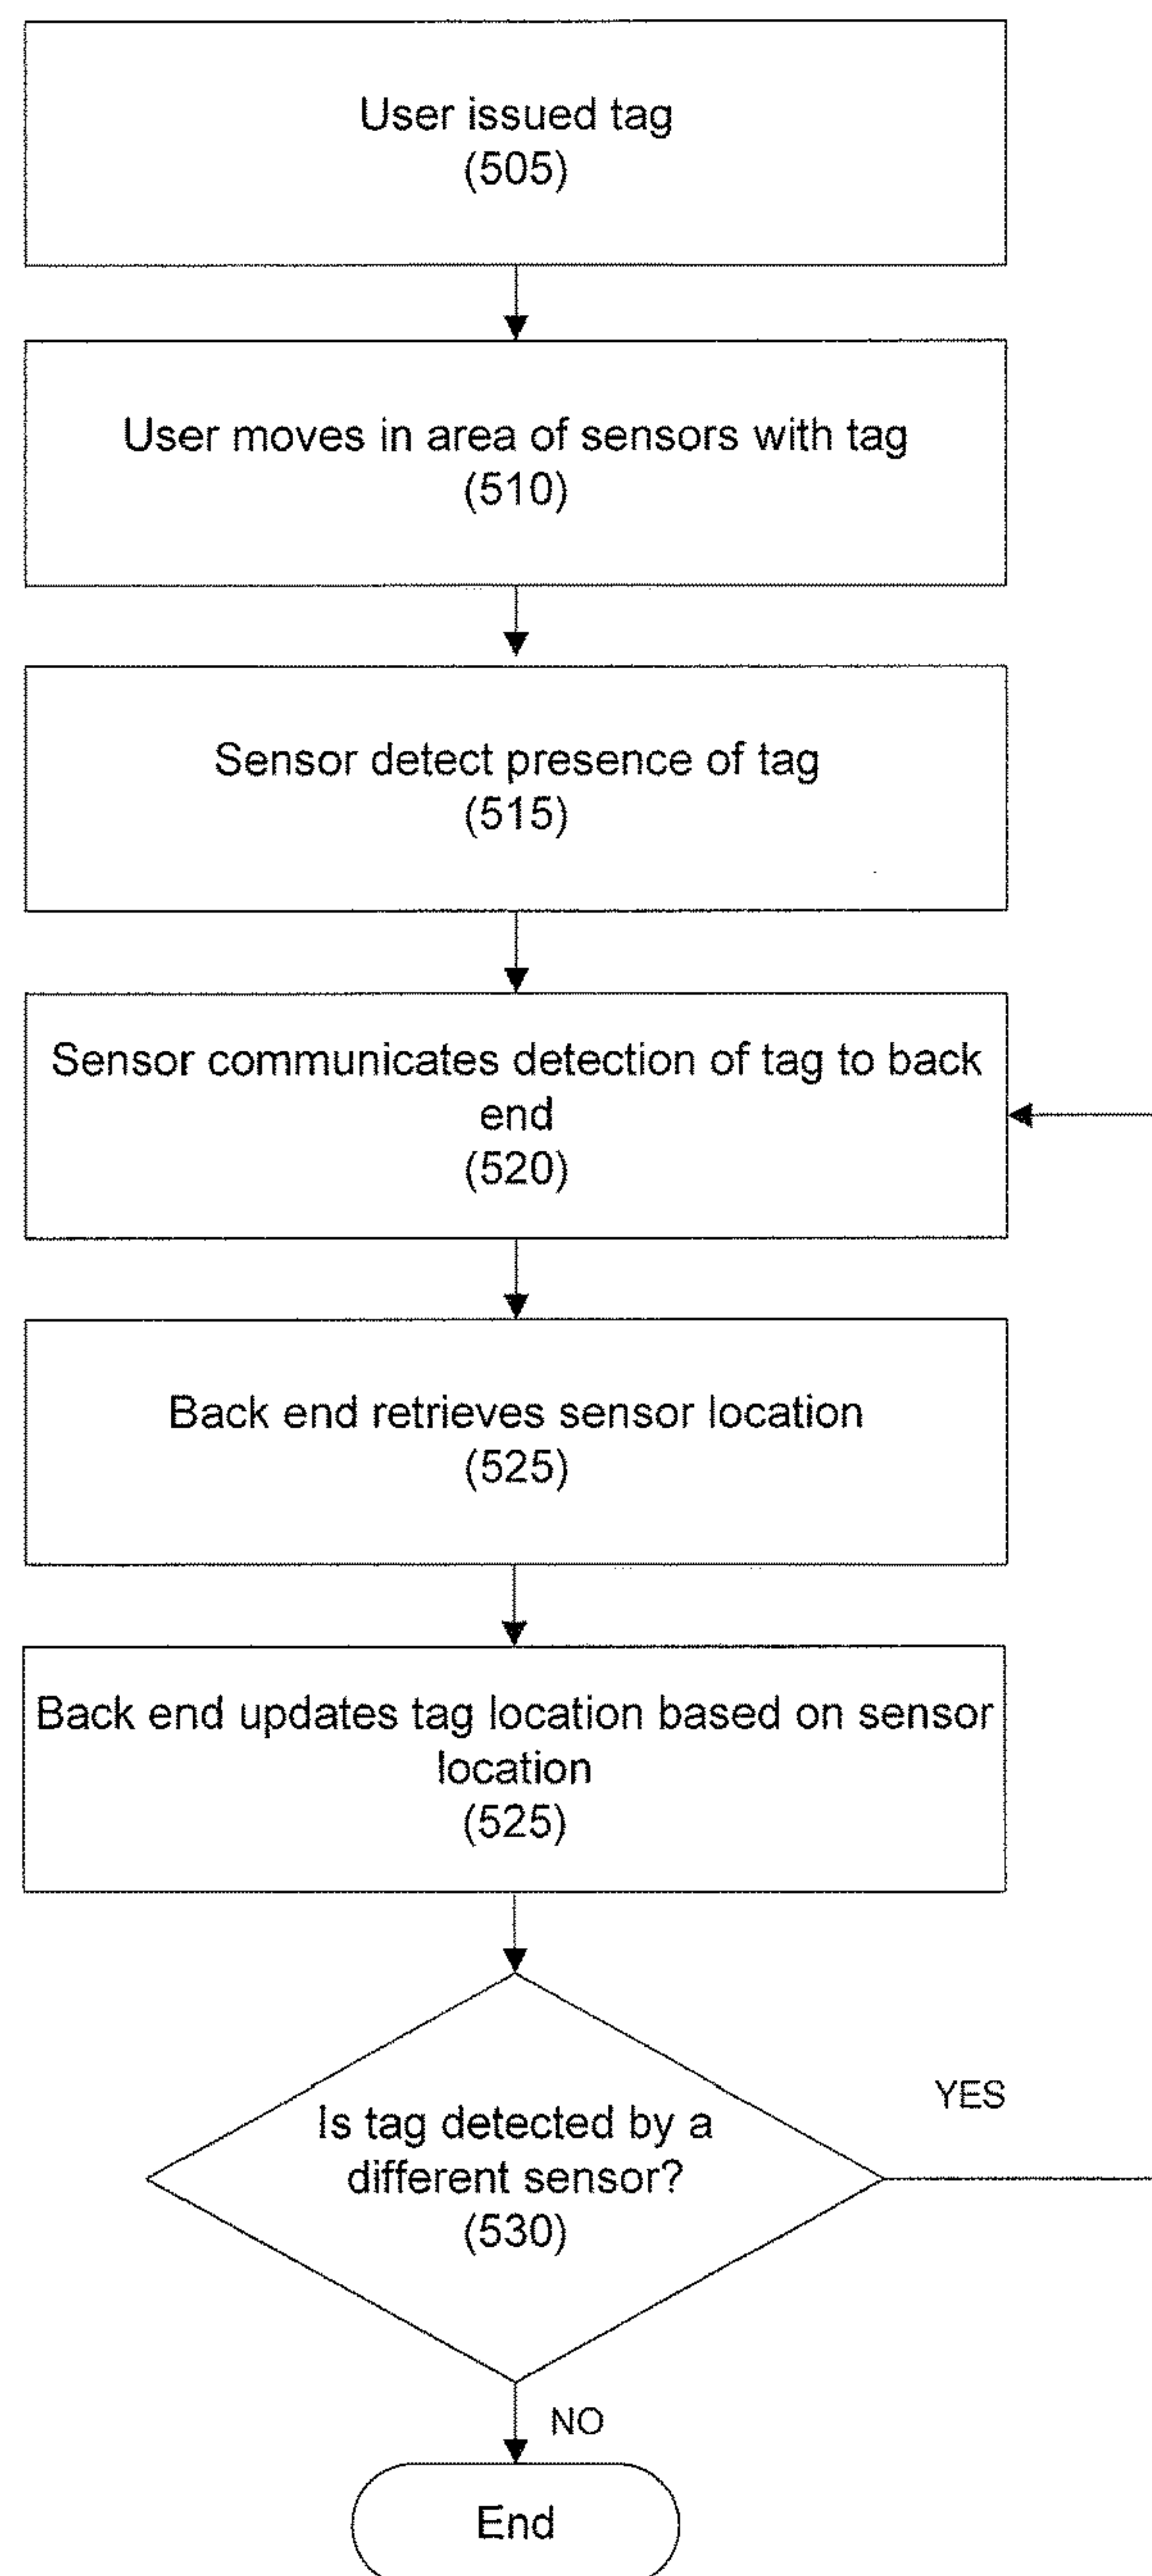 User issued tag
(505)
User moves in area of sensors with tag
(510)
Sensor detect presence of tag
(515)
Sensor communicates detection of tag to back
end
(520)
Back end retrieves sensor location
(525)
Back end updates tag location based on sensor
location
(525)
Is tag detected by a
different sensor?
(530)
YES
NO
End